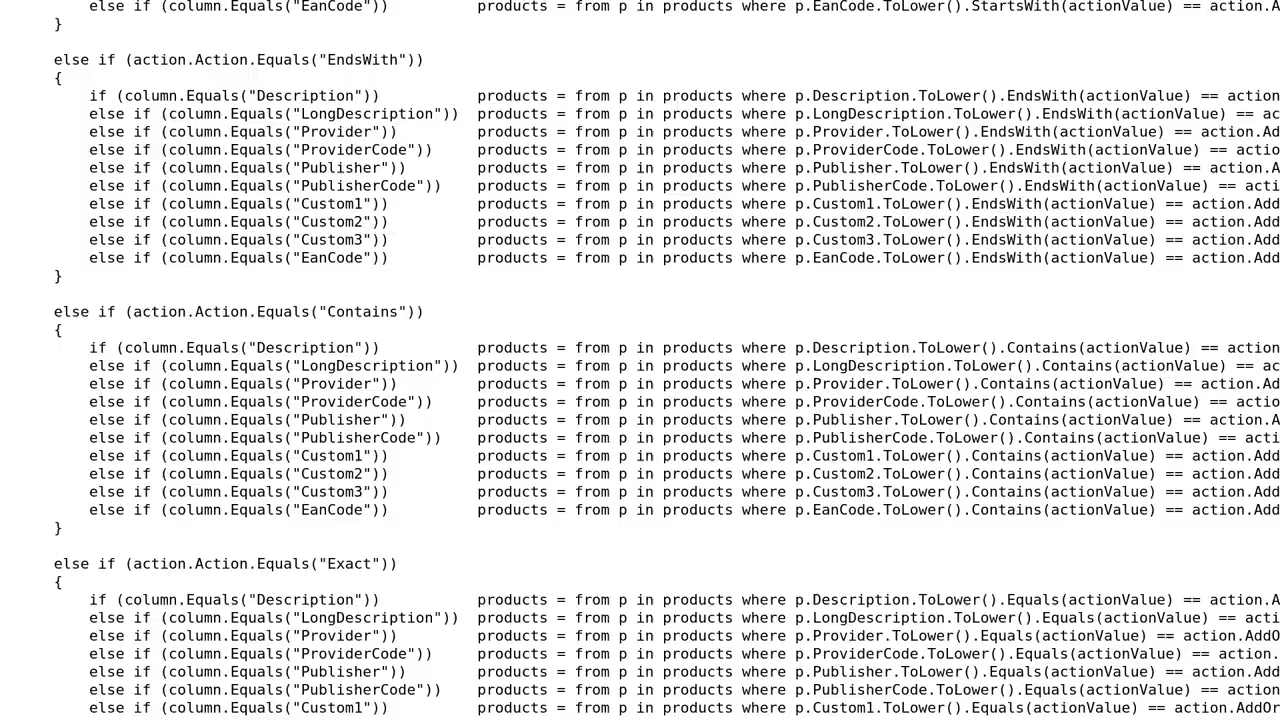 else if (column.Equals("EanCode")) products = from p in products where p.EanCode.ToLower().StartsWith(actionValue) == action.A
}
else if (action.Action.Equals("EndsWith"))
{
if (column.Equals("Description")) products = from p in products where p.Description.ToLower().EndsWith(actionValue) == action
else if (column.Equals("LongDescription")) products = from p in products where p.LongDescription.ToLower().EndsWith(actionValue) == ac
else if (column.Equals("Provider")) products = from p in products where p.Provider.ToLower().EndsWith(actionValue) == action.Ad
else if (column.Equals("ProviderCode")) products = from p in products where p.ProviderCode.ToLower().EndsWith(actionValue) == actio
else if (column.Equals("Publisher")) products = from p in products where p.Publisher.ToLower().EndsWith(actionValue) == action.A
else if (column.Equals("PublisherCode")) products = from p in products where p.PublisherCode.ToLower().EndsWith(actionValue) == acti
else if (column.Equals("Custom1")) products = from p in products where p.Custom1.ToLower().EndsWith(actionValue) == action.Add
else if (column.Equals("Custom2")) products = from p in products where p.Custom2.ToLower().EndsWith(actionValue) == action.Add
else if (column.Equals("Custom3")) products = from p in products where p.Custom3.ToLower().EndsWith(actionValue) == action.Add
else if (column.Equals("EanCode")) products = from p in products where p.EanCode.ToLower().EndsWith(actionValue) == action.Add
}
else if (action.Action.Equals("Contains"))
{
if (column.Equals("Description")) products = from p in products where p.Description.ToLower().Contains(actionValue) == action
else if (column.Equals("LongDescription")) products = from p in products where p.LongDescription.ToLower().Contains(actionValue) == ac
else if (column.Equals("Provider")) products = from p in products where p.Provider.ToLower().Contains(actionValue) == action.Ad
else if (column.Equals("ProviderCode")) products = from p in products where p.ProviderCode.ToLower().Contains(actionValue) == actio
else if (column.Equals("Publisher")) products = from p in products where p.Publisher.ToLower().Contains(actionValue) == action.A
else if (column.Equals("PublisherCode")) products = from p in products where p.PublisherCode.ToLower().Contains(actionValue) == acti
else if (column.Equals("Custom1")) products = from p in products where p.Custom1.ToLower().Contains(actionValue) == action.Add
else if (column.Equals("Custom2")) products = from p in products where p.Custom2.ToLower().Contains(actionValue) == action.Add
else if (column.Equals("Custom3")) products = from p in products where p.Custom3.ToLower().Contains(actionValue) == action.Add
else if (column.Equals("EanCode")) products = from p in products where p.EanCode.ToLower().Contains(actionValue) == action.Add
}
else if (action.Action.Equals("Exact"))
{
if (column.Equals("Description")) products = from p in products where p.Description.ToLower().Equals(actionValue) == action.A
else if (column.Equals("LongDescription")) products = from p in products where p.LongDescription.ToLower().Equals(actionValue) == acti
else if (column.Equals("Provider")) products = from p in products where p.Provider.ToLower().Equals(actionValue) == action.AddO
else if (column.Equals("ProviderCode")) products = from p in products where p.ProviderCode.ToLower().Equals(actionValue) == action.
else if (column.Equals("Publisher")) products = from p in products where p.Publisher.ToLower().Equals(actionValue) == action.Add
else if (column.Equals("PublisherCode")) products = from p in products where p.PublisherCode.ToLower().Equals(actionValue) == action
else if (column.Equals("Custom1")) products = from p in products where p.Custom1.ToLower().Equals(actionValue) == action.AddOr